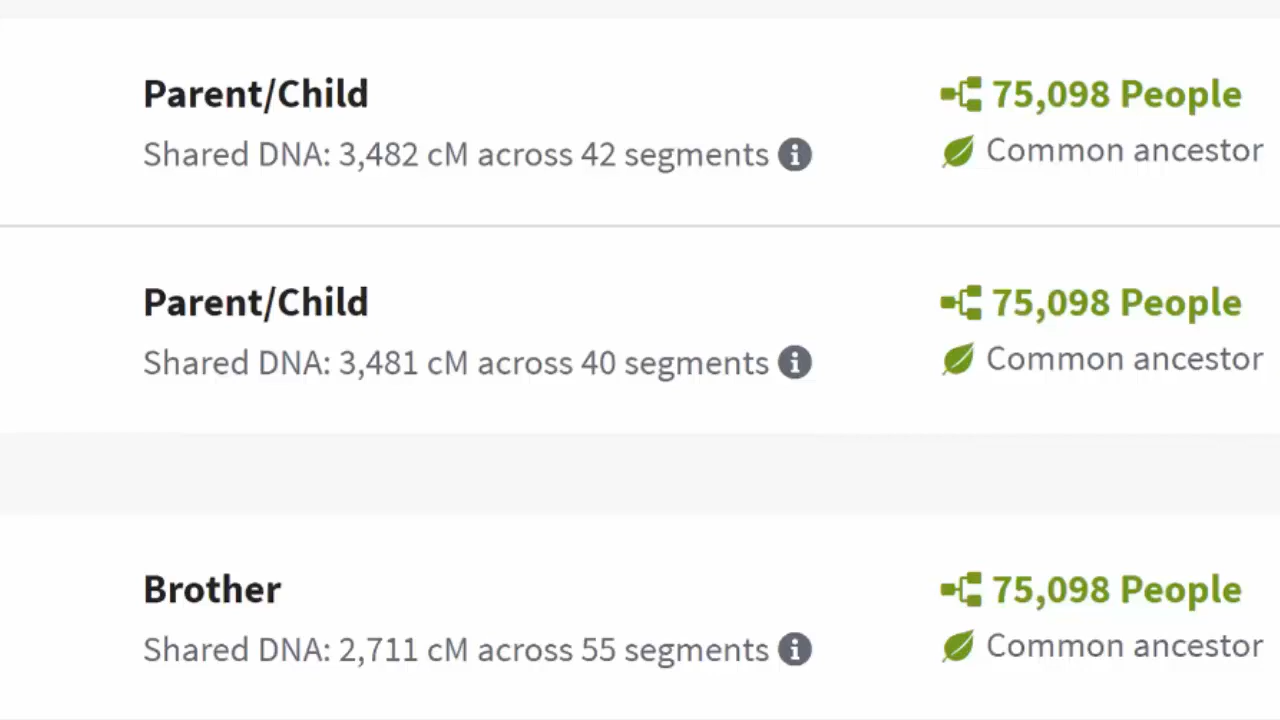 Parent/Child
75,098 People
Shared DNA: 3,482 cM across 42 segments
Common ancestor
Parent/Child
75,098 People
Shared DNA: 3,481 cM across 40 segments
Common ancestor
Brother
75,098 People
Shared DNA: 2,711 cM across 55 segments
Common ancestor